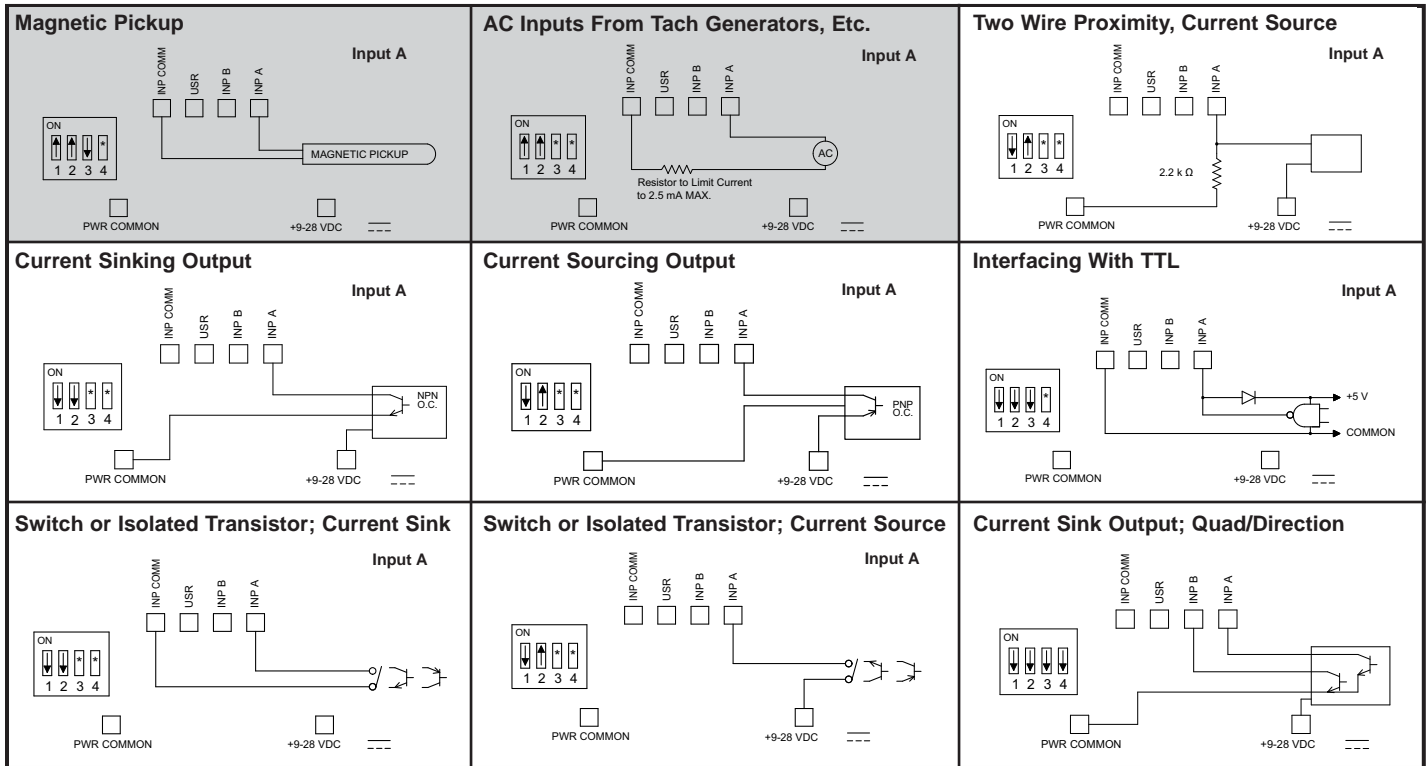 Magnetic Pickup
Input A
INP COMM
USR
INP B
INP A
ON
* 
1 2 3 4
MAGNETIC PICKUP
PWR COMMON
+9-28 VDC
AC Inputs From Tach Generators, Etc.
Input A
INP COMM
USR
INP B
INP A
ON
* *
1 2 3 4
AC
Resistor to Limit Current
to 2.5 mA MAX.
PWR COMMON
+9-28 VDC
Two Wire Proximity, Current Source
Input A
INP COMM
USR
INP B
INP A
ON
* *
1 2 3 4
2.2 k Ω
PWR COMMON
+9-28 VDC
Current Sinking Output
Input A
INP COMM
USR
INP B
INP A
ON
* *
1 2 3 4
NPN
O.C.
PWR COMMON
+9-28 VDC
Current Sourcing Output
Input A
INP COMM
USR
INP B
INP A
ON
* *
1 2 3 4
PNP
O.C.
PWR COMMON
+9-28 VDC
Interfacing With TTL
Input A
INP COMM
USR
INP B
INP A
ON
*
1 2 3 4
+5 V
COMMON
PWR COMMON
+9-28 VDC
Switch or Isolated Transistor; Current Sink
Input A
INP COMM
USR
INP B
INP A
ON
* *
1 2 3 4
PWR COMMON
+9-28 VDC
Switch or Isolated Transistor; Current Source
Input A
INP COMM
USR
INP B
INP A
ON
* *
1 2 3 4
PWR COMMON
+9-28 VDC
Current Sink Output; Quad/Direction
INP COMM
USR
INP B
INP A
ON
1 2 3 4
PWR COMMON
+9-28 VDC